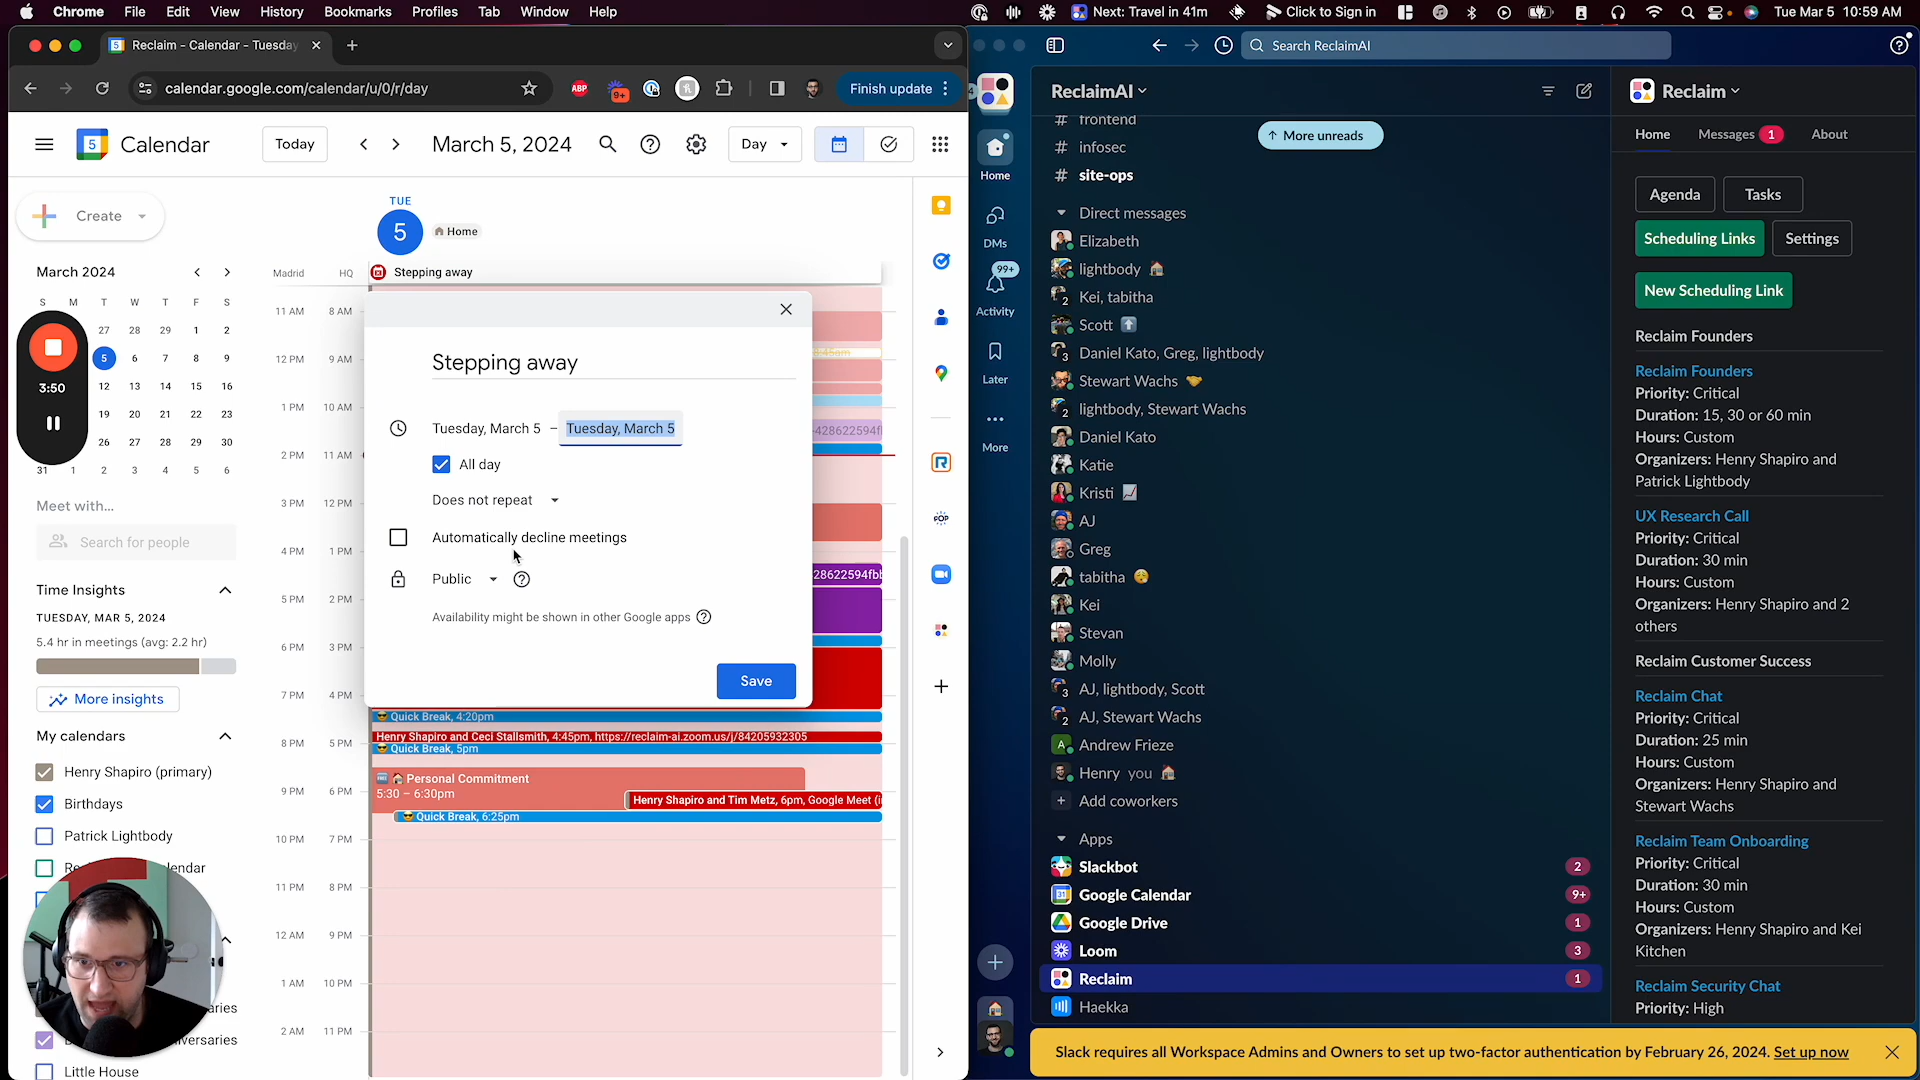 Chrome File Edit View History Bookmarks Profiles Tab Window Help
Next: Travel in 41m
Click to Sign in
Tue Mar 5 10:59 AM
Reclaim - Calendar - Tuesday
calendar.google.com/calendar/u/0/r/day
ABP
9+
Finish update
5
Calendar
Today
March 5, 2024
Day
Create
TUE
5
Home
Madrid
HQ
Stepping away
March 2024
S M T W T F S
27 28 29 1 2
5 6 7 8 9
12 13 14 15 16
19 20 21 22 23
26 27 28 29 30
31 1 2 3 4 5 6
3:50
Meet with...
Search for people
Time Insights
TUESDAY, MAR 5, 2024
5.4 hr in meetings (avg: 2.2 hr)
More insights
My calendars
Henry Shapiro (primary)
Birthdays
Patrick Lightbody
Little House
11 AM 8 AM
12 PM 9 AM
1 PM 10 AM
2 PM 11 AM
3 PM 12 PM
4 PM 1 PM
5 PM 2 PM
6 PM 3 PM
7 PM 4 PM
8 PM 5 PM
9 PM 6 PM
10 PM 7 PM
11 PM 8 PM
12 AM 9 PM
1 AM 10 PM
2 AM 11 PM
Stepping away
Tuesday, March 5 – Tuesday, March 5
All day
Does not repeat
Automatically decline meetings
Public
Availability might be shown in other Google apps
Save
Quick Break, 4:20pm
Henry Shapiro and Ceci Stallsmith, 4:45pm, https://reclaim-ai.zoom.us/j/84205932305
Quick Break, 5pm
Personal Commitment
5:30 – 6:30pm
Henry Shapiro and Tim Metz, 6pm, Google Meet (i
Quick Break, 6:25pm
Search ReclaimAI
Home
DMs
99+
Activity
Later
More
ReclaimAI
More unreads
# frontend
# infosec
# site-ops
Direct messages
Elizabeth
lightbody
2 Kei, tabitha
Scott
3 Daniel Kato, Greg, lightbody
Stewart Wachs
2 lightbody, Stewart Wachs
Daniel Kato
Katie
Kristi
AJ
Greg
tabitha
Kei
Stevan
Molly
3 AJ, lightbody, Scott
2 AJ, Stewart Wachs
A Andrew Frieze
Henry you
Add coworkers
Apps
Slackbot 2
Google Calendar 9+
Google Drive 1
Loom 3
Reclaim 1
Haekka
Reclaim
Home
Messages 1
About
Agenda
Tasks
Scheduling Links
Settings
New Scheduling Link
Reclaim Founders
Reclaim Founders
Priority: Critical
Duration: 15, 30 or 60 min
Hours: Custom
Organizers: Henry Shapiro and
Patrick Lightbody
UX Research Call
Priority: Critical
Duration: 30 min
Hours: Custom
Organizers: Henry Shapiro and 2
others
Reclaim Customer Success
Reclaim Chat
Priority: Critical
Duration: 25 min
Hours: Custom
Organizers: Henry Shapiro and
Stewart Wachs
Reclaim Team Onboarding
Priority: Critical
Duration: 30 min
Hours: Custom
Organizers: Henry Shapiro and Kei
Kitchen
Reclaim Security Chat
Priority: High
Slack requires all Workspace Admins and Owners to set up two-factor authentication by February 26, 2024. Set up now